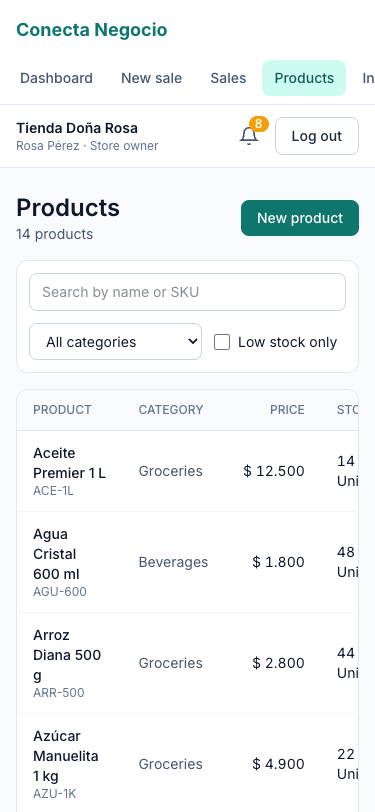 Conecta Negocio
Dashboard New sale Sales Products In
Tienda Doña Rosa
Rosa Pérez · Store owner
8
Log out
Products
14 products
New product
Search by name or SKU
All categories
Low stock only
PRODUCT CATEGORY PRICE STO
Aceite
Premier 1 L
ACE-1L
Groceries
$ 12.500
14
Uni
Agua
Cristal
600 ml
AGU-600
Beverages
$ 1.800
48
Uni
Arroz
Diana 500
g
ARR-500
Groceries
$ 2.800
44
Uni
Azúcar
Manuelita
1 kg
AZU-1K
Groceries
$ 4.900
22
Uni